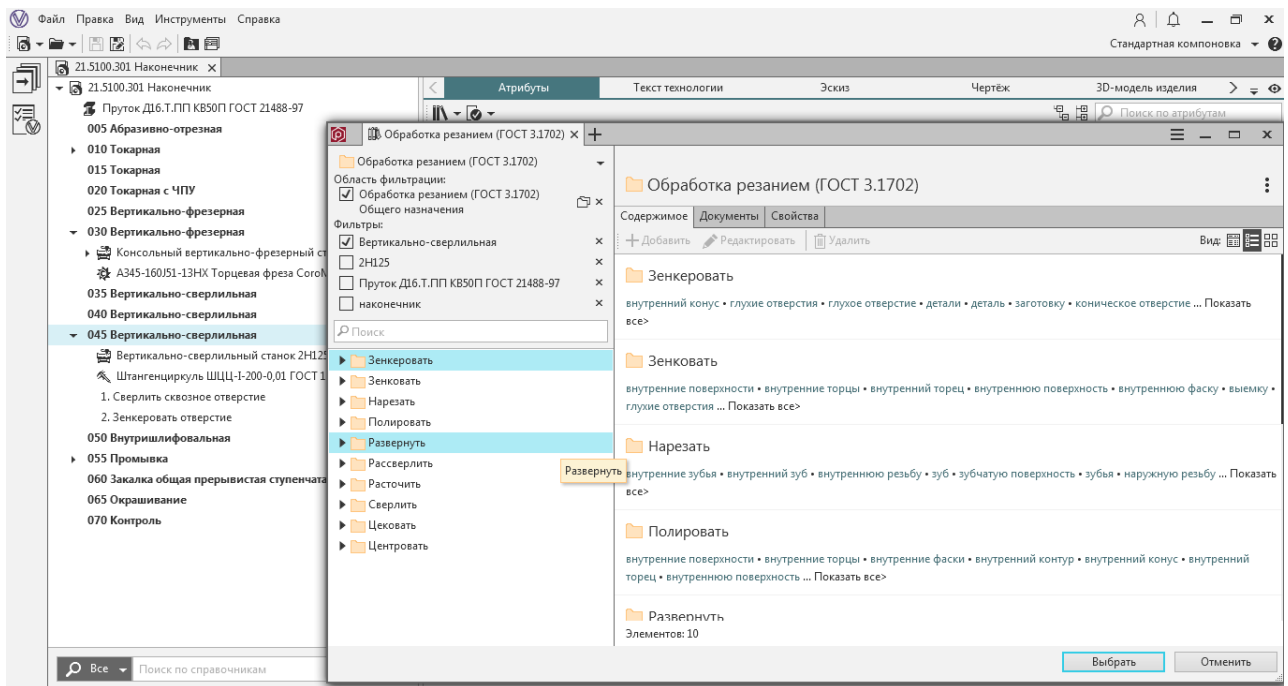 Файл Правка Вид Инструменты Справка
Стандартная компоновка
21.5100.301 Наконечник
21.5100.301 Наконечник
Пруток Д16.Т.ПП КВ50П ГОСТ 21488-97
005 Абразивно-отрезная
010 Токарная
015 Токарная
020 Токарная с ЧПУ
025 Вертикально-фрезерная
030 Вертикально-фрезерная
Консольный вертикально-фрезерный
A345-160J51-13HX Торцевая фреза
035 Вертикально-сверлильная
040 Вертикально-сверлильная
045 Вертикально-сверлильная
Вертикально-сверлильный станок 2Н125
Штангенциркуль ШЦЦ-I-200-0,01 ГОСТ 1
1. Сверлить сквозное отверстие
2. Зенкеровать отверстие
050 Внутришлифовальная
055 Промывка
060 Закалка общая прерывистая ступенчата
065 Окрашивание
070 Контроль
Все Поиск по справочникам
Атрибуты Текст технологии Эскиз Чертёж 3D-модель изделия
Поиск по атрибутам
Обработка резанием (ГОСТ 3.1702)
Обработка резанием (ГОСТ 3.1702)
Область фильтрации:
Обработка резанием (ГОСТ 3.1702)
Общего назначения
Фильтры:
Вертикально-сверлильная
2Н125
Пруток Д16.Т.ПП КВ50П ГОСТ 21488-97
наконечник
Поиск
Зенкеровать
Зенковать
Нарезать
Полировать
Развернуть
Рассверлить
Расточить
Сверлить
Цековать
Центровать
Развернуть
Обработка резанием (ГОСТ 3.1702)
Содержимое Документы Свойства
Добавить Редактировать Удалить Вид:
Зенкеровать
внутренний конус • глухие отверстия • глухое отверстие • детали • деталь • заготовку • коническое отверстие ... Показать
все>
Зенковать
внутренние поверхности • внутренние торцы • внутренний торец • внутреннюю поверхность • внутреннюю фаску • выемку •
глухие отверстия ... Показать все>
Нарезать
внутренние зубья • внутренний зуб • внутреннюю резьбу • зуб • зубчатую поверхность • зубья • наружную резьбу ... Показать
все>
Полировать
внутренние поверхности • внутренние торцы • внутренние фаски • внутренний контур • внутренний конус • внутренний
торец • внутреннюю поверхность ... Показать все>
Развернуть
Элементов: 10
Выбрать Отменить